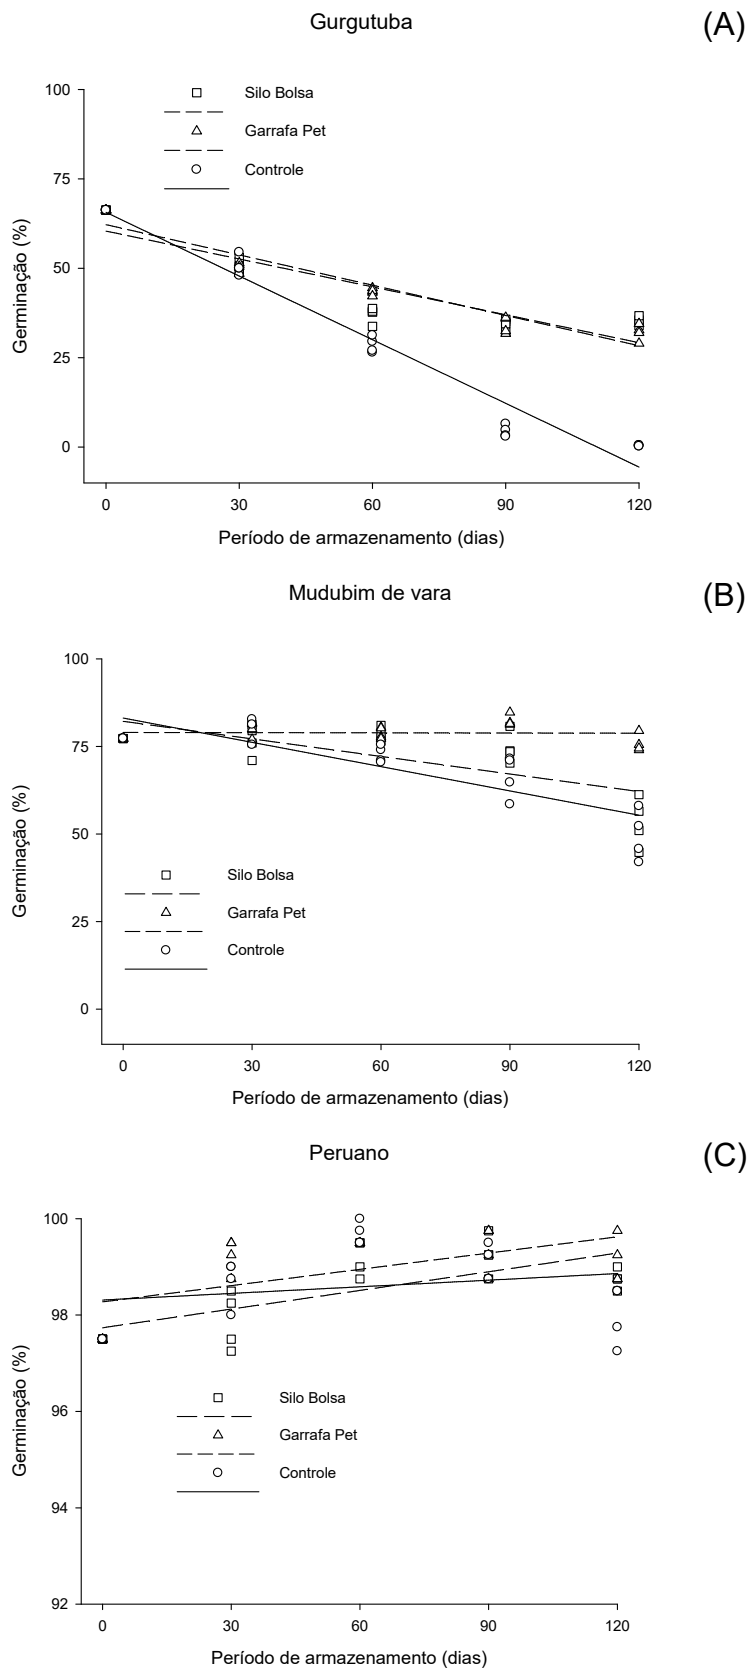 Gurgutuba
(A)
100
75
50
25
0
Germinação (%)
Silo Bolsa
Garrafa Pet
Controle
0 30 60 90 120
Período de armazenamento (dias)
Mudubim de vara
(B)
100
75
50
25
0
Germinação (%)
Silo Bolsa
Garrafa Pet
Controle
0 30 60 90 120
Período de armazenamento (dias)
Peruano
(C)
100
98
96
94
92
Germinação (%)
Silo Bolsa
Garrafa Pet
Controle
0 30 60 90 120
Período de armazenamento (dias)